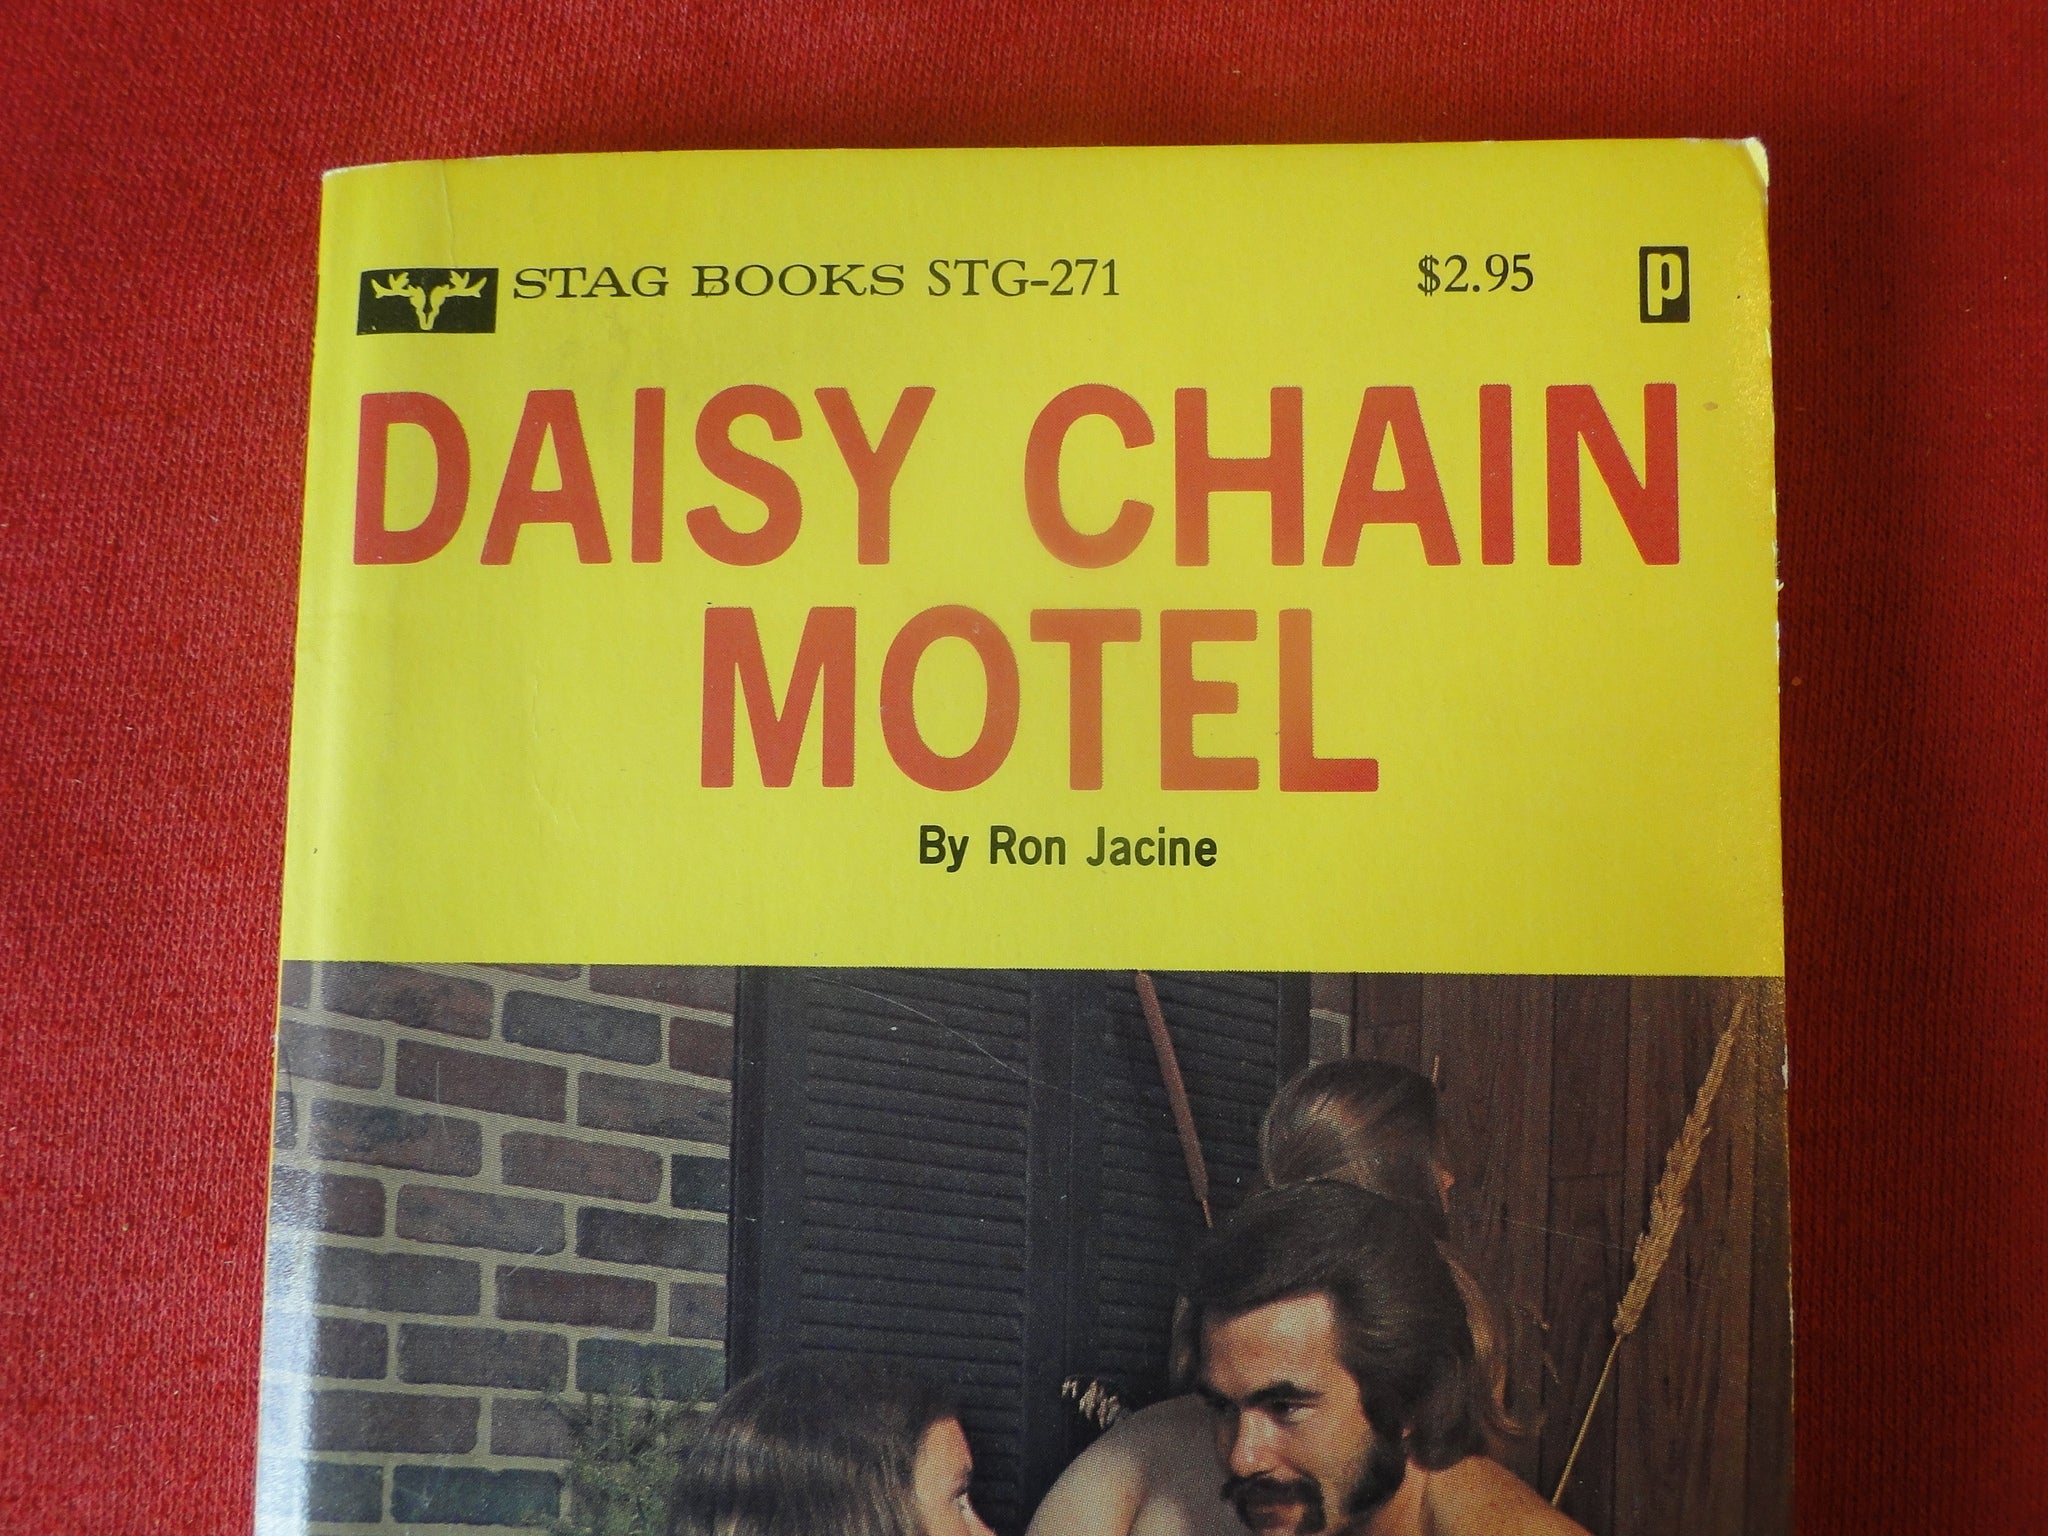 STAG BOOKS STG-271 $2.95 p
DAISY CHAIN
MOTEL
By Ron Jacine